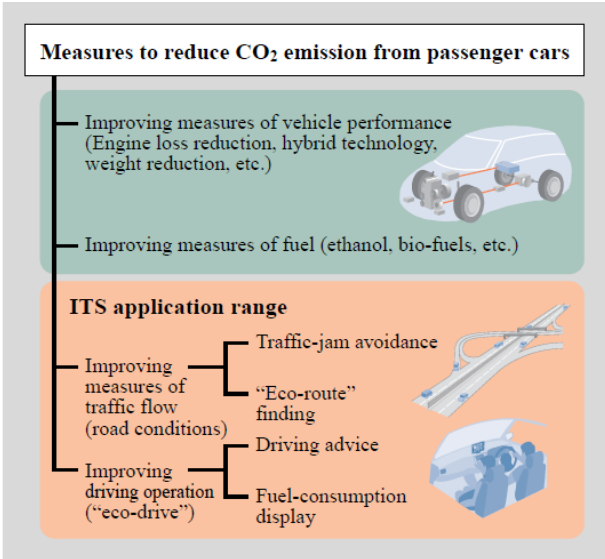 Measures to reduce CO₂ emission from passenger cars
Improving measures of vehicle performance
(Engine loss reduction, hybrid technology,
weight reduction, etc.)
Improving measures of fuel (ethanol, bio-fuels, etc.)
ITS application range
Improving
measures of
traffic flow
(road conditions)
Traffic-jam avoidance
“Eco-route”
finding
Improving
driving operation
(“eco-drive”)
Driving advice
Fuel-consumption
display